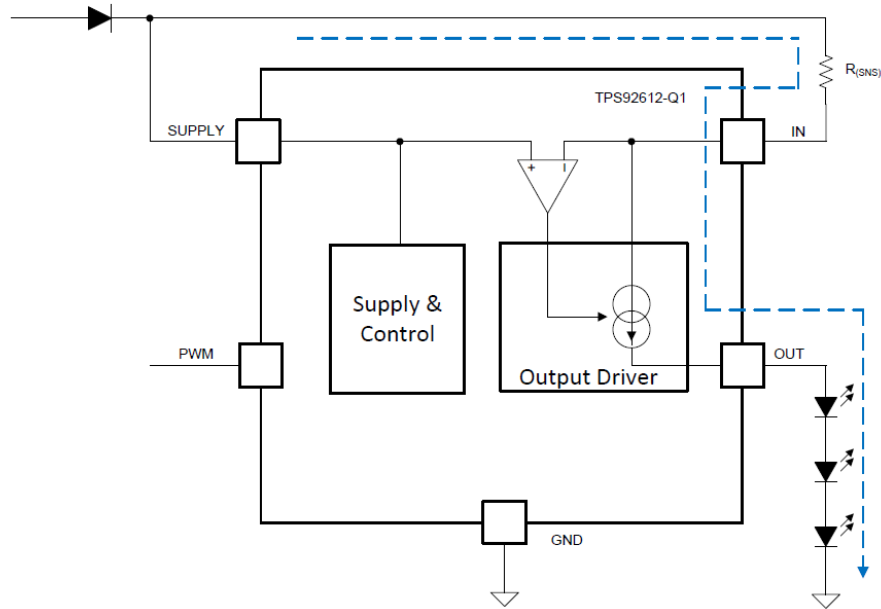 R(SNS)
TPS92612-Q1
SUPPLY
IN
+
Supply &
Control
PWM
OUT
Output Driver
GND